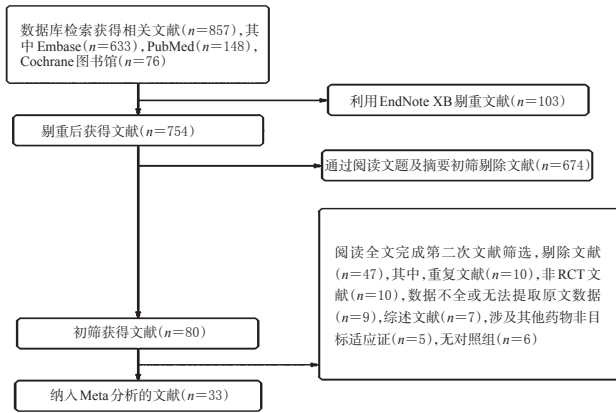 数据库检索获得相关文献(n=857),其
中Embase(n=633),PubMed(n=148),
Cochrane图书馆(n=76)
利用EndNote XB剔重文献(n=103)
剔重后获得文献(n=754)
通过阅读文题及摘要初筛剔除文献(n=674)
阅读全文完成第二次文献筛选,剔除文献
(n=47),其中,重复文献(n=10),非RCT文
献(n=10),数据不全或无法提取原文数据
(n=9),综述文献(n=7),涉及其他药物非目
标适应证(n=5),无对照组(n=6)
初筛获得文献(n=80)
纳入Meta分析的文献(n=33)